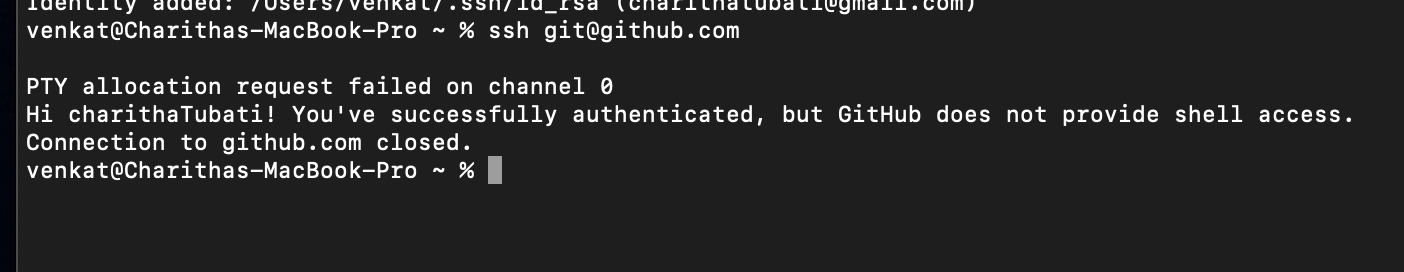 Identity added: /Users/venkat/.ssh/id_rsa (charithatubati@gmail.com)
venkat@Charithas-MacBook-Pro ~ % ssh git@github.com
PTY allocation request failed on channel 0
Hi charithaTubati! You've successfully authenticated, but GitHub does not provide shell access.
Connection to github.com closed.
venkat@Charithas-MacBook-Pro ~ %